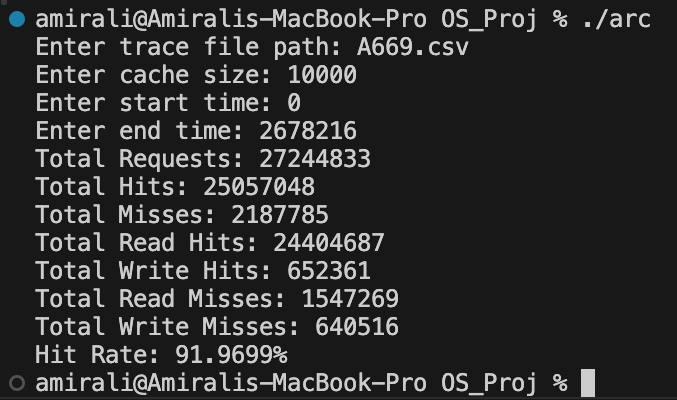 amirali@Amiralis-MacBook-Pro OS_Proj % ./arc
Enter trace file path: A669.csv
Enter cache size: 10000
Enter start time: 0
Enter end time: 2678216
Total Requests: 27244833
Total Hits: 25057048
Total Misses: 2187785
Total Read Hits: 24404687
Total Write Hits: 652361
Total Read Misses: 1547269
Total Write Misses: 640516
Hit Rate: 91.9699%
amirali@Amiralis-MacBook-Pro OS_Proj %